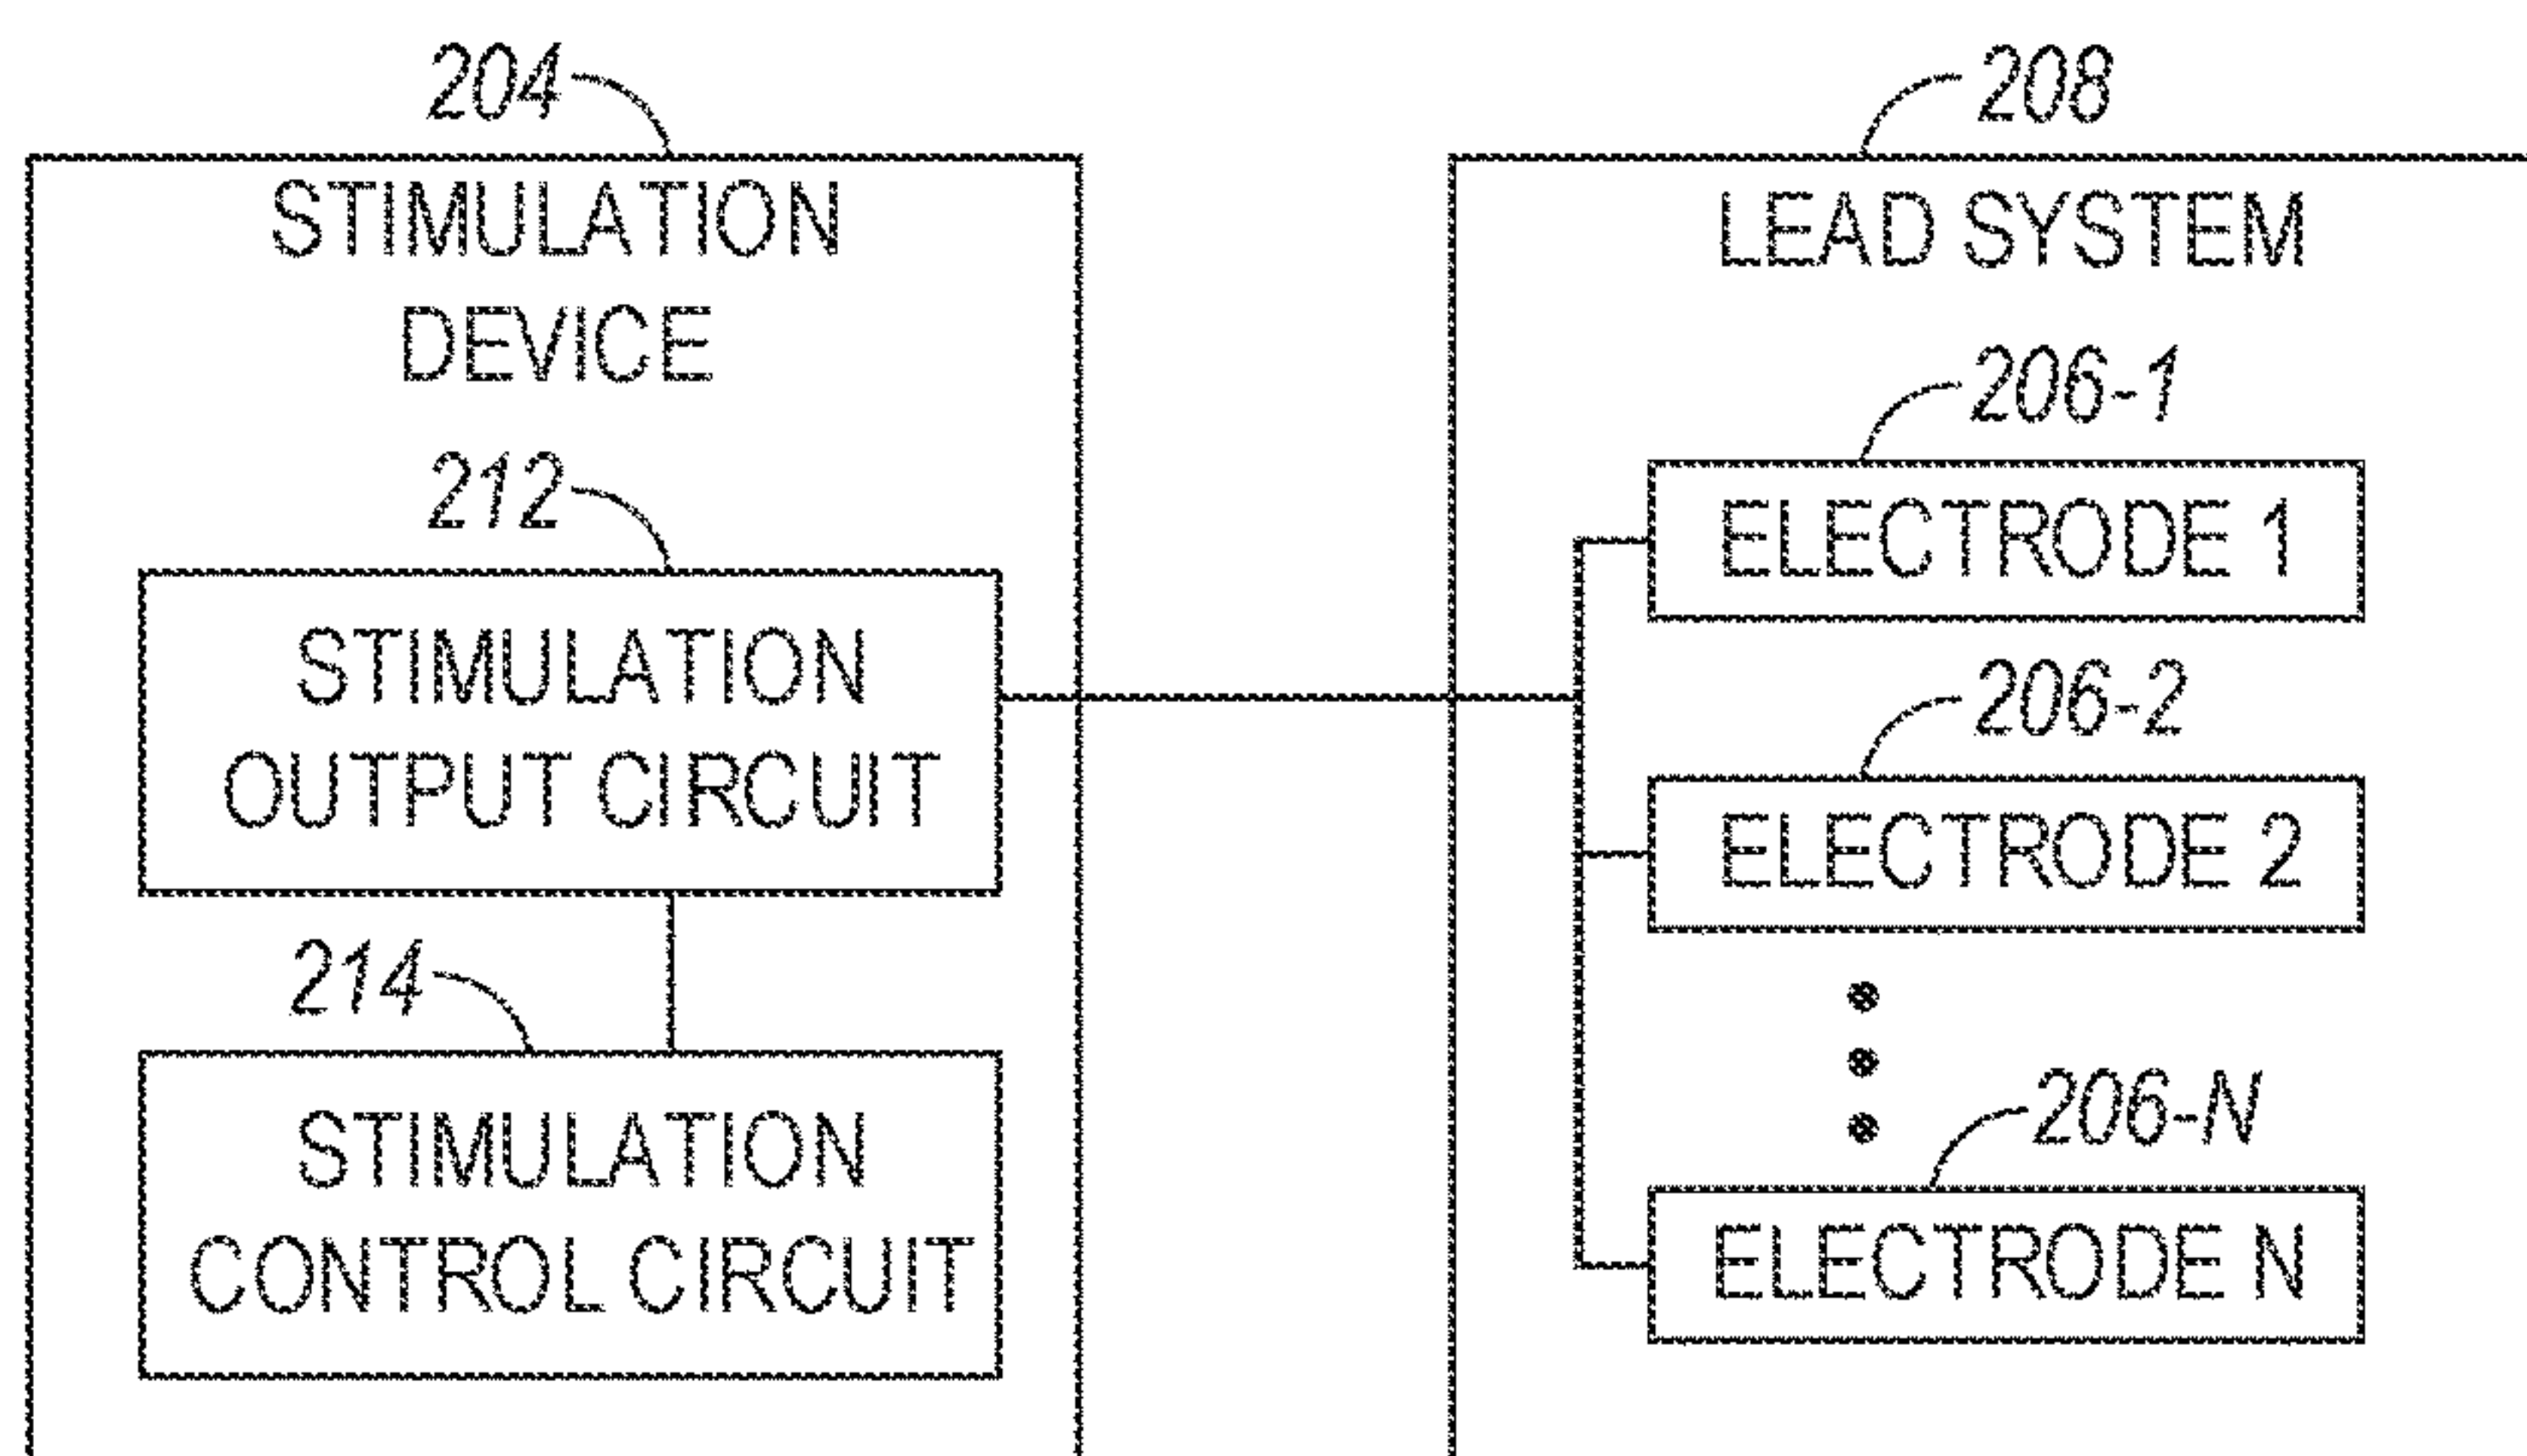 204
STIMULATION
DEVICE
212
STIMULATION
OUTPUT CIRCUIT
214
STIMULATION
CONTROL CIRCUIT
208
LEAD SYSTEM
206-1
ELECTRODE 1
206-2
ELECTRODE 2
206-N
ELECTRODE N